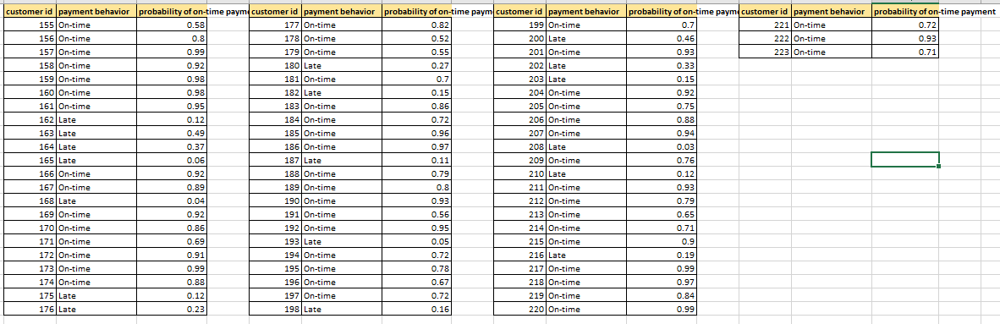 customer id payment behavior probability of on-time payme customer id payment behavior probability of on-time paym customer id payment behavior probability of on-time paym customer id payment behavior probability of on-time payment
155 On-time 0.58 177 On-time 0.82 199 On-time 0.7 221 On-time 0.72
156 On-time 0.8 178 On-time 0.52 200 Late 0.46 222 On-time 0.93
157 On-time 0.99 179 On-time 0.55 201 On-time 0.93 223 On-time 0.71
158 On-time 0.92 180 Late 0.27 202 Late 0.33
159 On-time 0.98 181 On-time 0.7 203 Late 0.15
160 On-time 0.98 182 Late 0.15 204 On-time 0.92
161 On-time 0.95 183 On-time 0.86 205 On-time 0.75
162 Late 0.12 184 On-time 0.72 206 On-time 0.88
163 Late 0.49 185 On-time 0.96 207 On-time 0.94
164 Late 0.37 186 On-time 0.97 208 Late 0.03
165 Late 0.06 187 Late 0.11 209 On-time 0.76
166 On-time 0.92 188 On-time 0.79 210 Late 0.12
167 On-time 0.89 189 On-time 0.8 211 On-time 0.93
168 Late 0.04 190 On-time 0.93 212 On-time 0.79
169 On-time 0.92 191 On-time 0.56 213 On-time 0.65
170 On-time 0.86 192 On-time 0.95 214 On-time 0.71
171 On-time 0.69 193 Late 0.05 215 On-time 0.9
172 On-time 0.91 194 On-time 0.72 216 Late 0.19
173 On-time 0.99 195 On-time 0.78 217 On-time 0.99
174 On-time 0.88 196 On-time 0.67 218 On-time 0.97
175 Late 0.12 197 On-time 0.72 219 On-time 0.84
176 Late 0.23 198 Late 0.16 220 On-time 0.99